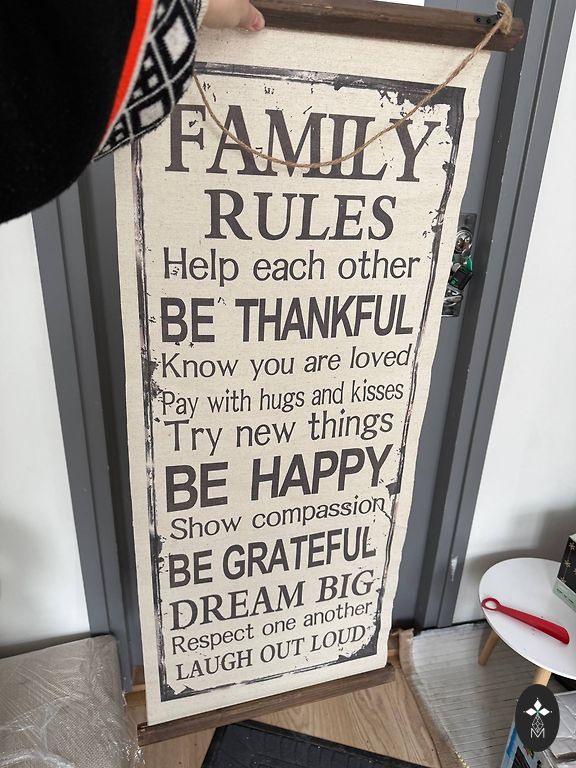 FAMILY
RULES
Help each other
BE THANKFUL
Know you are loved
Pay with hugs and kisses
Try new things
BE HAPPY
Show compassion
BE GRATEFUL
DREAM BIG
Respect one another
LAUGH OUT LOUD